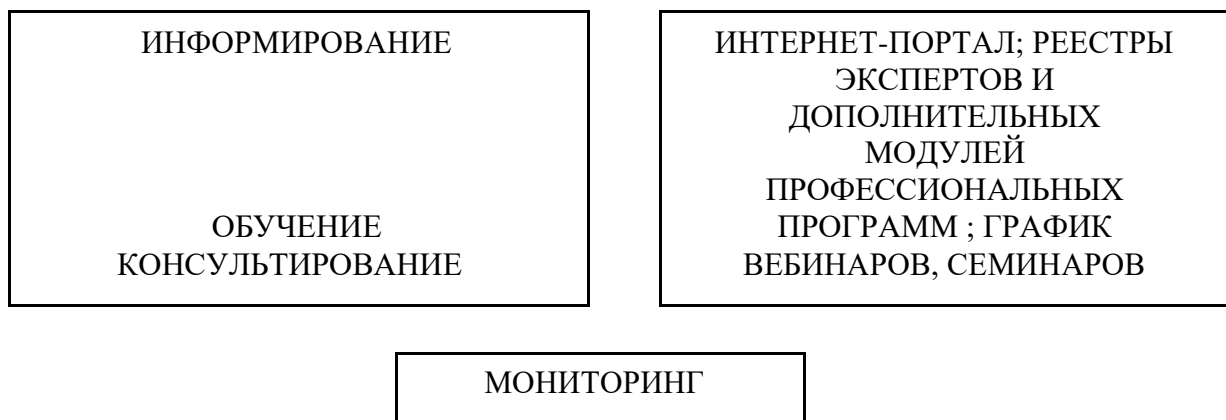 ИНФОРМИРОВАНИЕ
ОБУЧЕНИЕ
КОНСУЛЬТИРОВАНИЕ
ИНТЕРНЕТ-ПОРТАЛ; РЕЕСТРЫ
ЭКСПЕРТОВ И
ДОПОЛНИТЕЛЬНЫХ
МОДУЛЕЙ
ПРОФЕССИОНАЛЬНЫХ
ПРОГРАММ ; ГРАФИК
ВЕБИНАРОВ, СЕМИНАРОВ
МОНИТОРИНГ